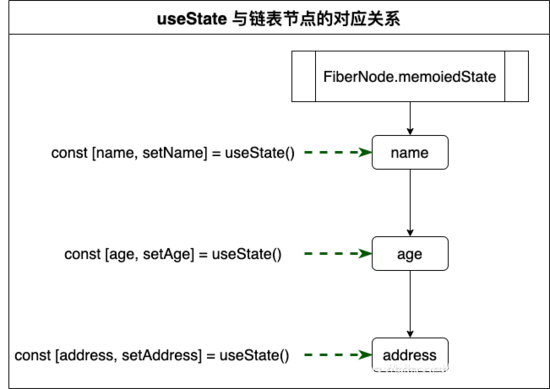 useState 与链表节点的对应关系
FiberNode.memoiedState
const [name, setName] = useState()
name
const [age, setAge] = useState()
age
const [address, setAddress] = useState()
address